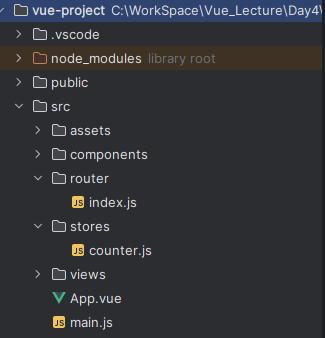 vue-project C:\WorkSpace\Vue_Lecture\Day4\
.vscode
node_modules library root
public
src
assets
components
router
JS index.js
stores
JS counter.js
views
App.vue
JS main.js